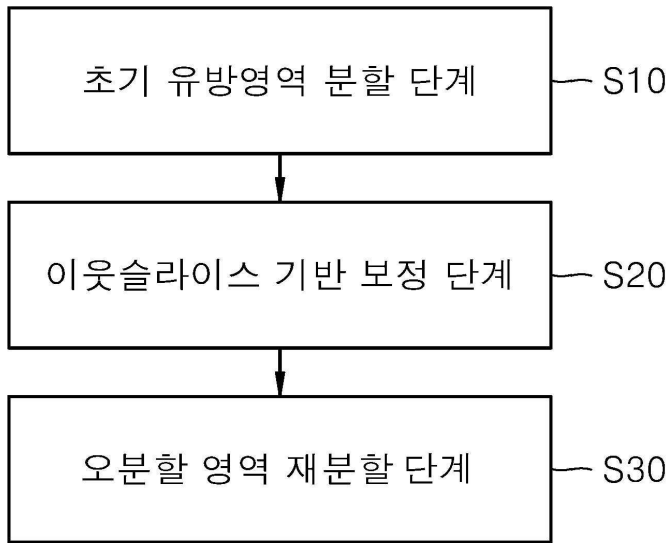 초기 유방영역 분할 단계
S10
이웃슬라이스 기반 보정 단계
S20
오분할 영역 재분할 단계
S30